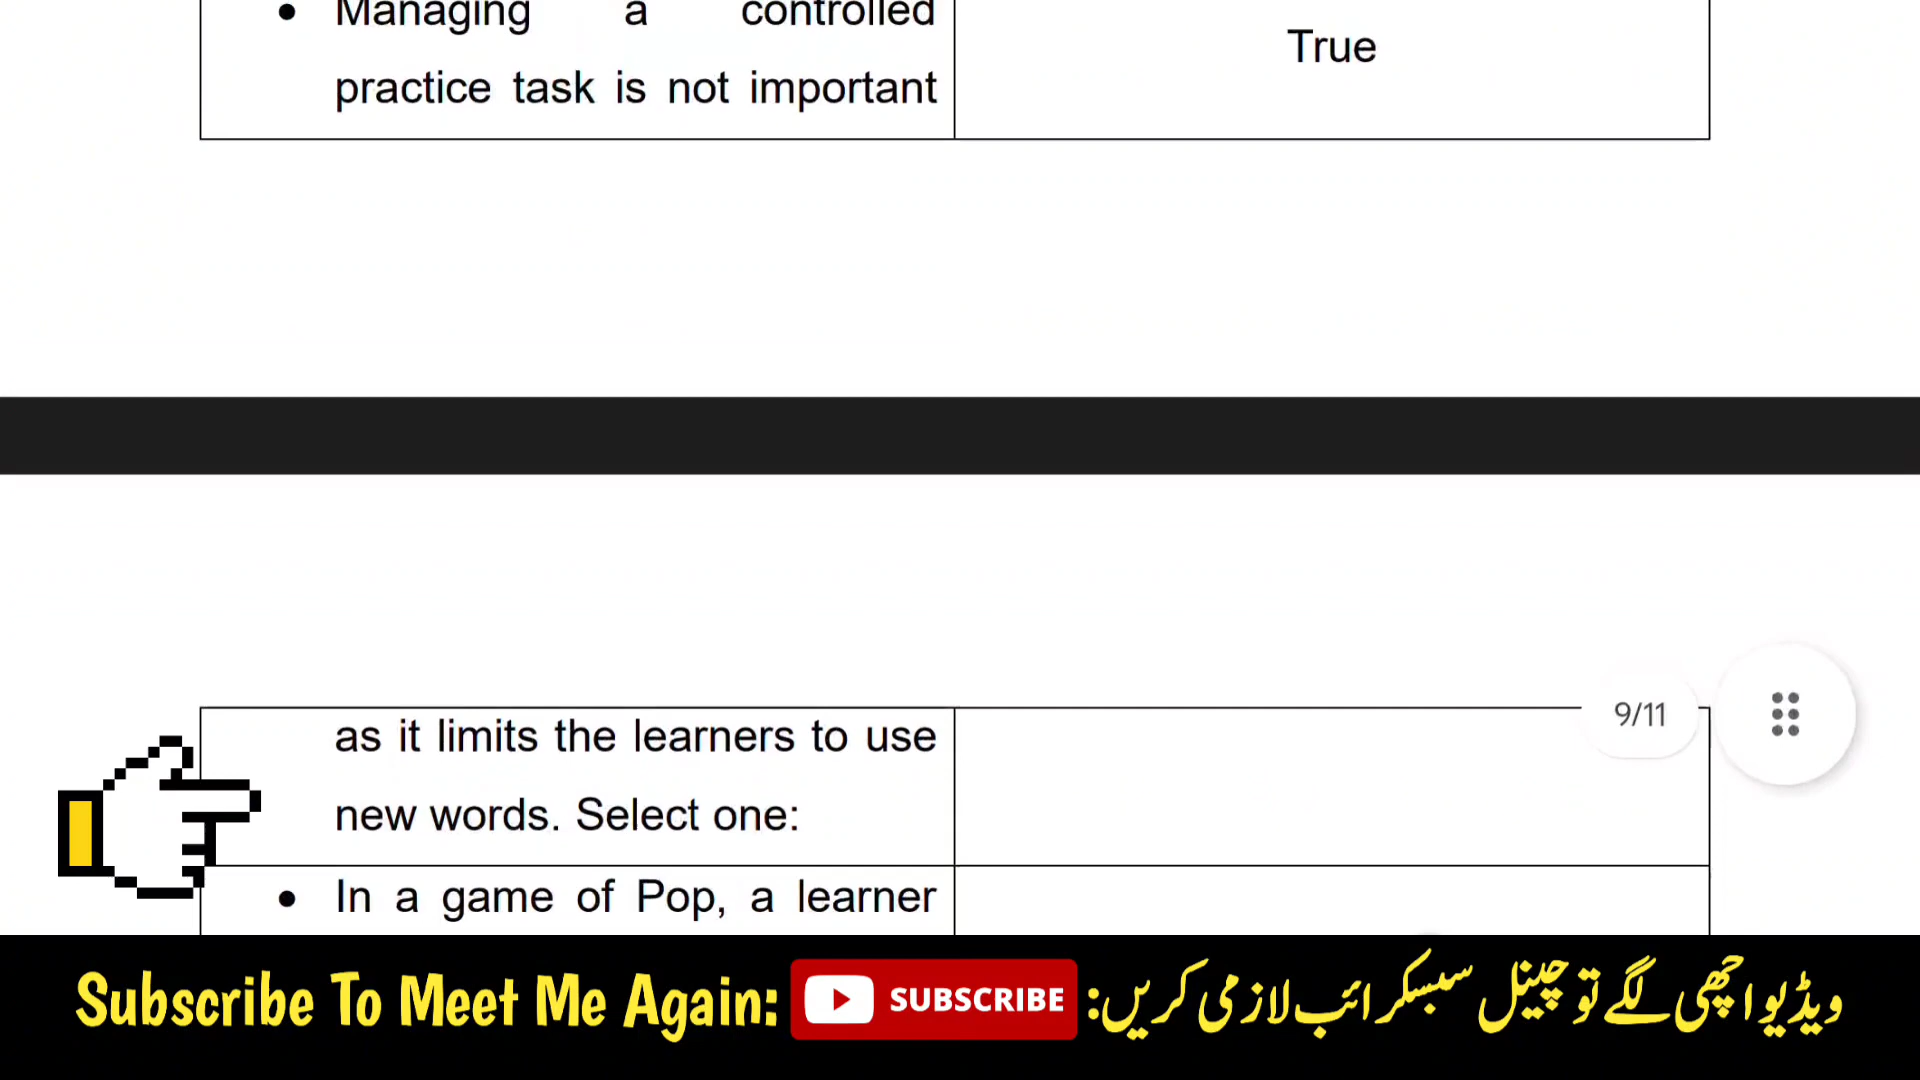 • Managing a controlled
practice task is not important
True
as it limits the learners to use
new words. Select one:
9/11
• In a game of Pop, a learner
Subscribe To Meet Me Again: SUBSCRIBE ویڈیو اچھی لگے تو چینل سبسکرائب لازمی کریں: